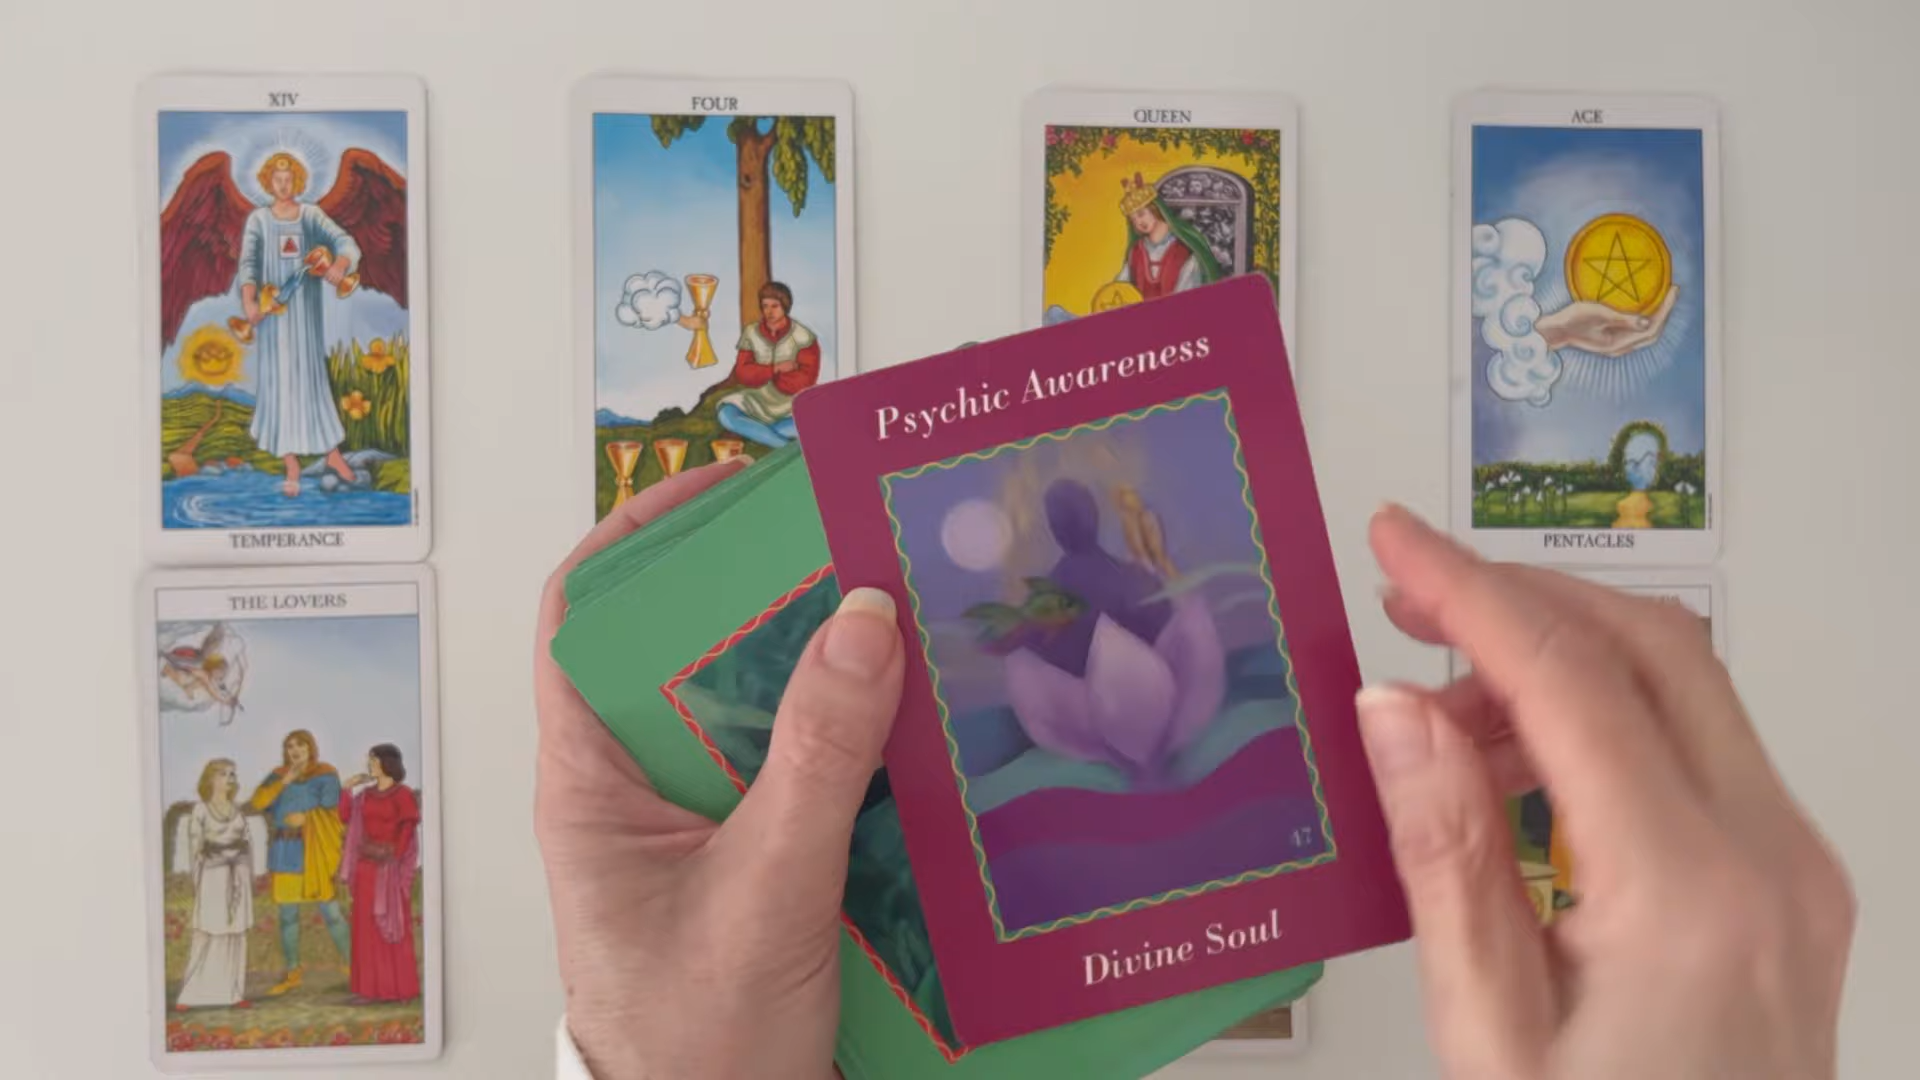 XIV
FOUR
QUEEN
ACE
Psychic Awareness
47
Divine Soul
TEMPERANCE
PENTACLES
THE LOVERS